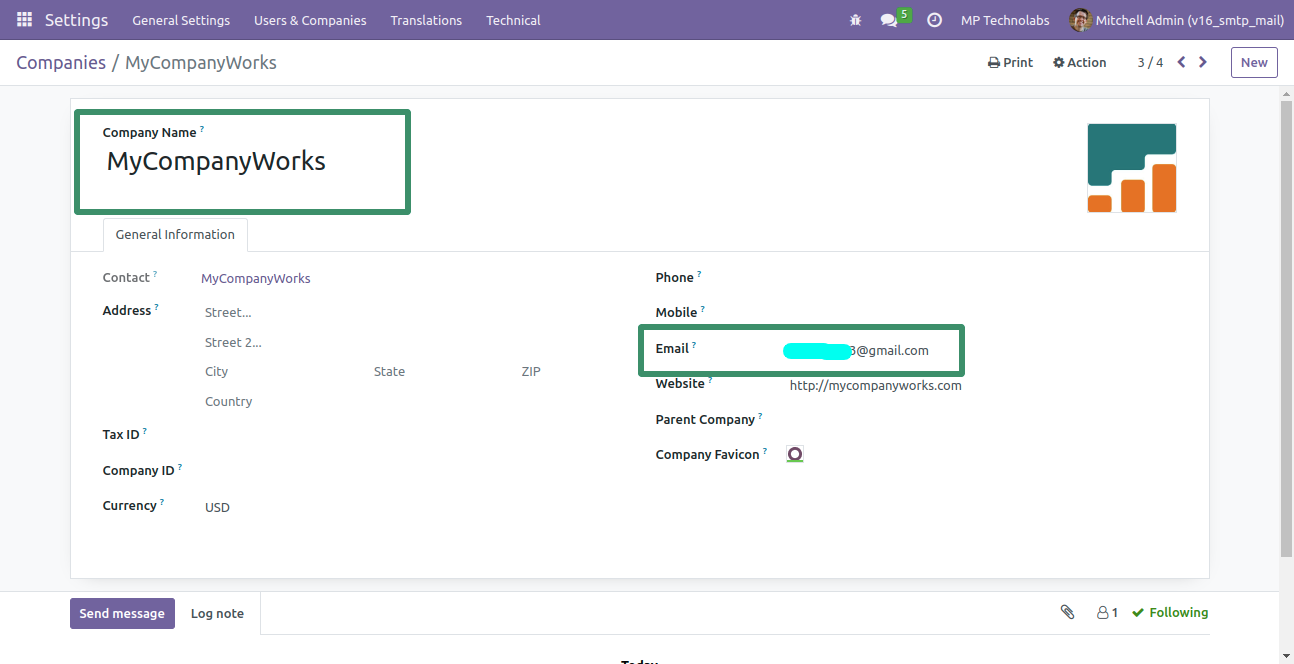 Settings General Settings Users & Companies Translations Technical 5 MP Technolabs Mitchell Admin (v16_smtp_mail)
Companies / MyCompanyWorks Print Action 3 / 4 New
Company Name ?
MyCompanyWorks
General Information
Contact ? MyCompanyWorks
Address ? Street...
Street 2...
City State ZIP
Country
Tax ID ?
Company ID ?
Currency ? USD
Phone ?
Mobile ?
Email ? 3@gmail.com
Website ? http://mycompanyworks.com
Parent Company ?
Company Favicon ?
Send message Log note 1 Following
Today